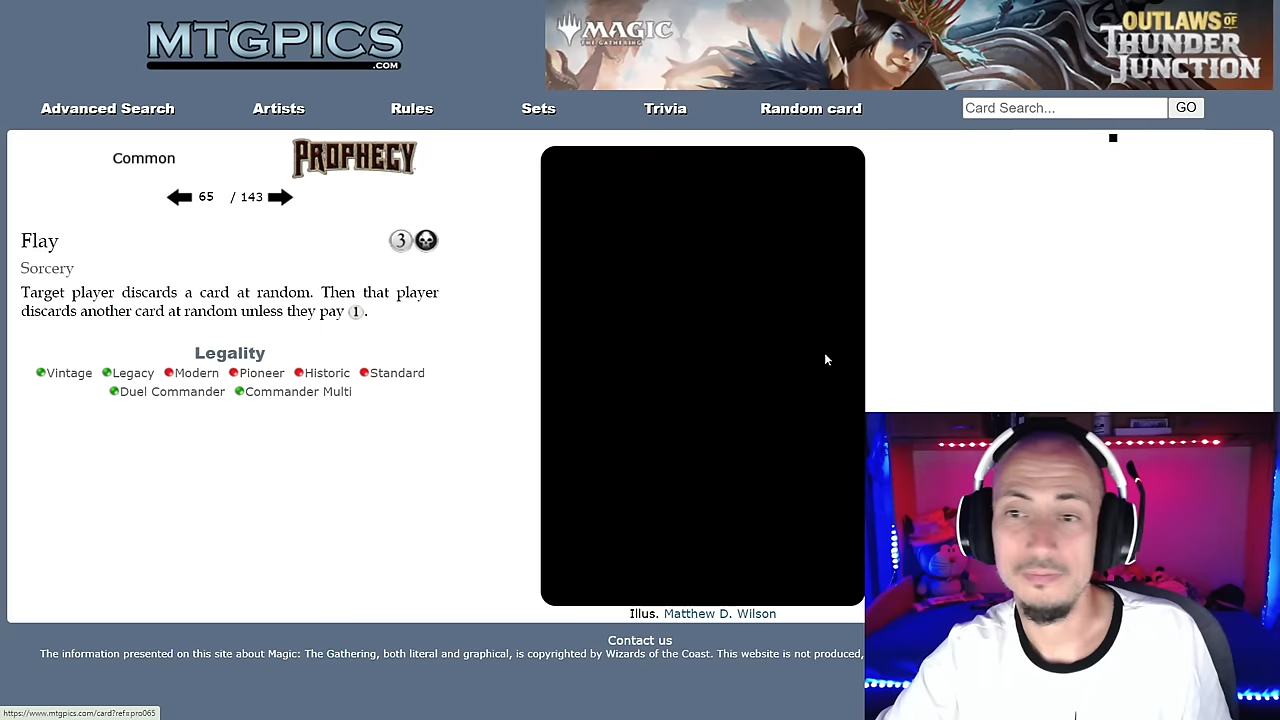 MTGPICS
.COM
MAGIC
THE GATHERING
OUTLAWS OF
THUNDER
JUNCTION
Advanced Search
Artists
Rules
Sets
Trivia
Random card
Card Search...
GO
Common
PROPHECY
65 / 143
Flay
3
Sorcery
Target player discards a card at random. Then that player
discards another card at random unless they pay 1.
Legality
Vintage Legacy Modern Pioneer Historic Standard
Duel Commander Commander Multi
Illus. Matthew D. Wilson
Contact us
The information presented on this site about Magic: The Gathering, both literal and graphical, is copyrighted by Wizards of the Coast. This website is not produced,
https://www.mtgpics.com/card?ref=pro065